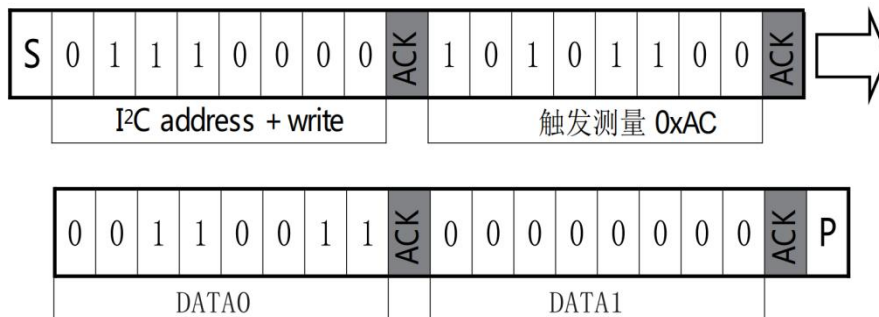 S 0 1 1 1 0 0 0 0 ACK 1 0 1 0 1 1 0 0 ACK
I²C address + write 触发测量 0xAC
0 0 1 1 0 0 1 1 ACK 0 0 0 0 0 0 0 0 ACK P
DATA0 DATA1